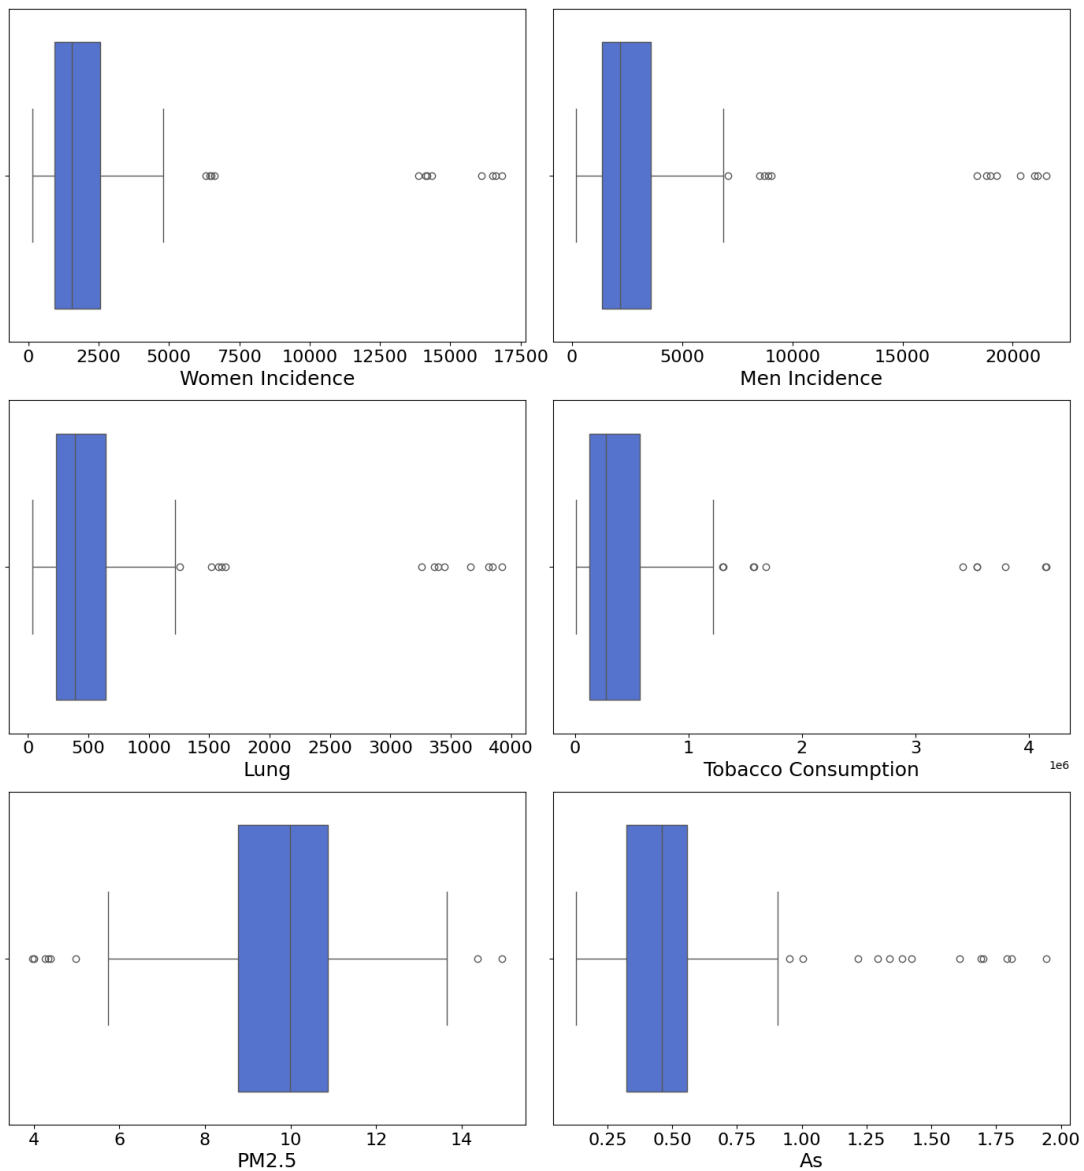 0 2500 5000 7500 10000 12500 15000 17500
Women Incidence
0 5000 10000 15000 20000
Men Incidence
0 500 1000 1500 2000 2500 3000 3500 4000
Lung
0 1 2 3 4
1e6
Tobacco Consumption
4 6 8 10 12 14
PM2.5
0.25 0.50 0.75 1.00 1.25 1.50 1.75 2.00
As